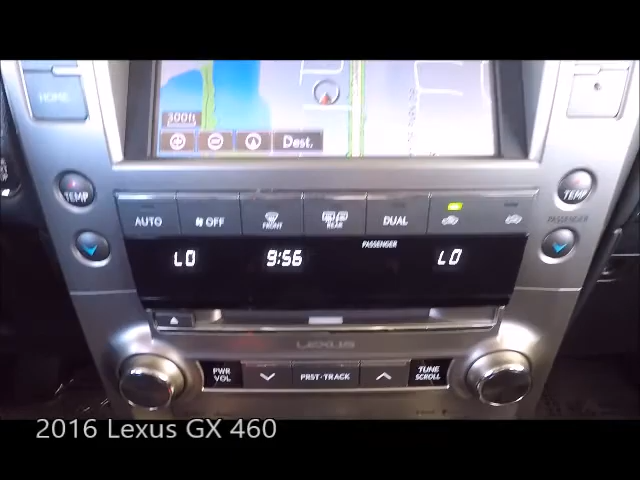 HOME
300ft
Dest.
TEMP
TEMP
PASSENGER
AUTO
OFF
FRONT
REAR
DUAL
PASSENGER
LO
9:56
LO
LEXUS
PWR
VOL
PRST·TRACK
TUNE
SCROLL
2016 Lexus GX 460